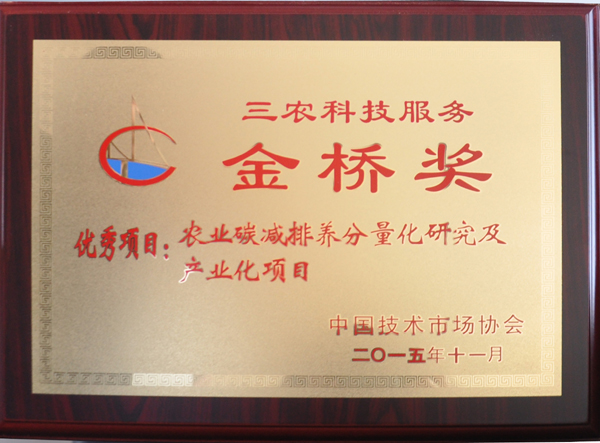 三农科技服务
金桥奖
优秀项目：农业碳减排养分量化研究及
产业化项目
中国技术市场协会
二〇一五年十一月